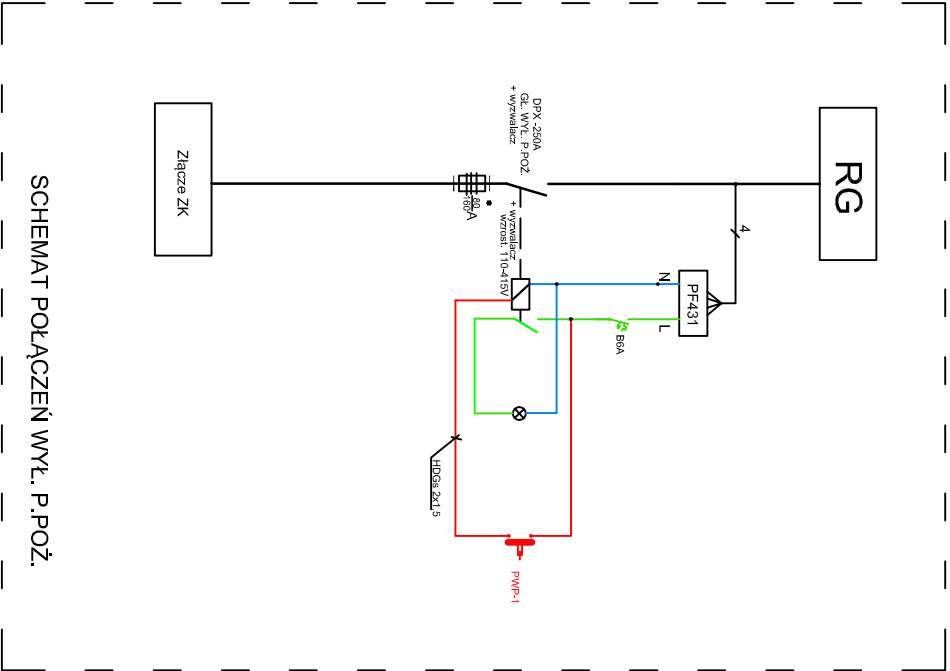 SCHEMAT POŁĄCZEŃ WYŁ. P.POŻ.
RG
4
PF431
N
L
B6A
DPX -250A
GŁ. WYŁ. P.POŻ.
+ wyzwalacz
+ wyzwalacz
wzrost. 110-415V
*
80
160
A
Złącze ZK
HDGs 2x1,5
PWP-1